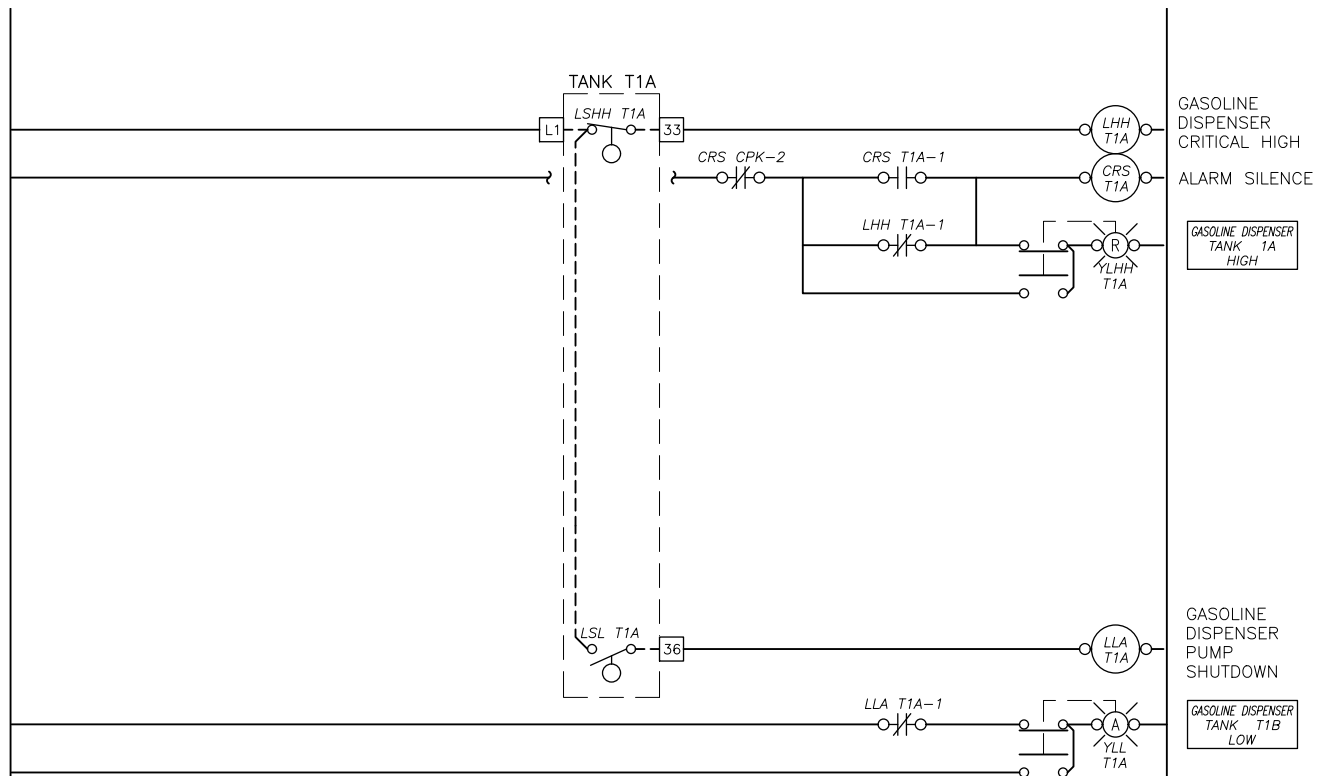 TANK T1A
LSHH T1A
L1
33
LHH
T1A
GASOLINE
DISPENSER
CRITICAL HIGH
CRS CPK-2
CRS T1A-1
CRS
T1A
ALARM SILENCE
LHH T1A-1
R
YLHH
T1A
GASOLINE DISPENSER
TANK 1A
HIGH
LSL T1A
36
LLA
T1A
GASOLINE
DISPENSER
PUMP
SHUTDOWN
LLA T1A-1
A
YLL
T1A
GASOLINE DISPENSER
TANK T1B
LOW